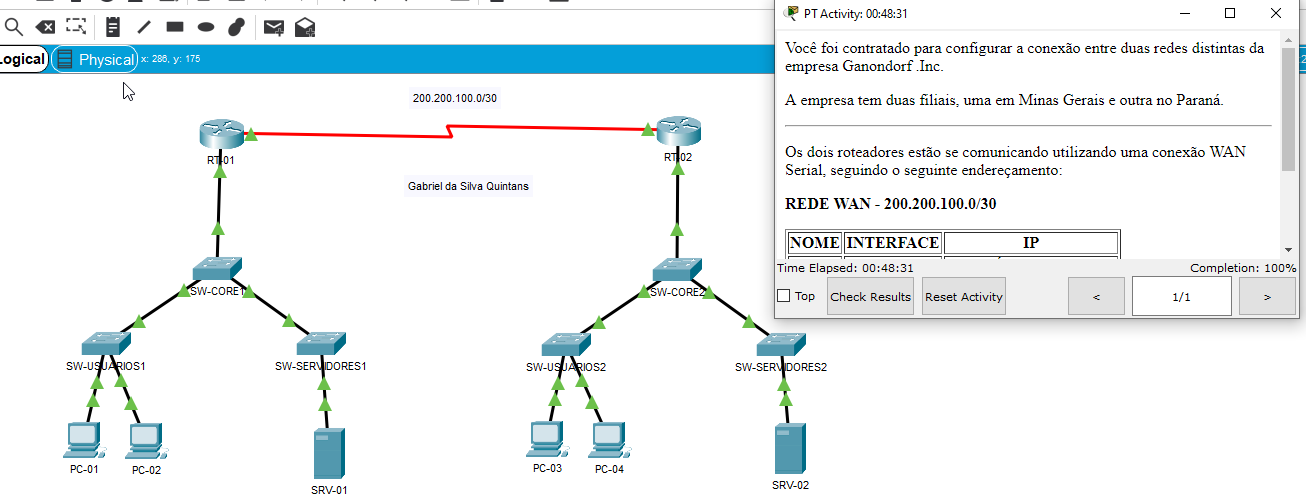 PT Activity: 00:48:31
Logical
Physical
x: 286, y: 175
200.200.100.0/30
RT-01
RT-02
Gabriel da Silva Quintans
SW-CORE1
SW-CORE2
SW-USUARIOS1
SW-SERVIDORES1
SW-USUARIOS2
SW-SERVIDORES2
PC-01
PC-02
SRV-01
PC-03
PC-04
SRV-02
Você foi contratado para configurar a conexão entre duas redes distintas da
empresa Ganondorf .Inc.
A empresa tem duas filiais, uma em Minas Gerais e outra no Paraná.
Os dois roteadores estão se comunicando utilizando uma conexão WAN
Serial, seguindo o seguinte endereçamento:
REDE WAN - 200.200.100.0/30
NOME INTERFACE IP
Time Elapsed: 00:48:31
Completion: 100%
Top
Check Results
Reset Activity
<
1/1
>